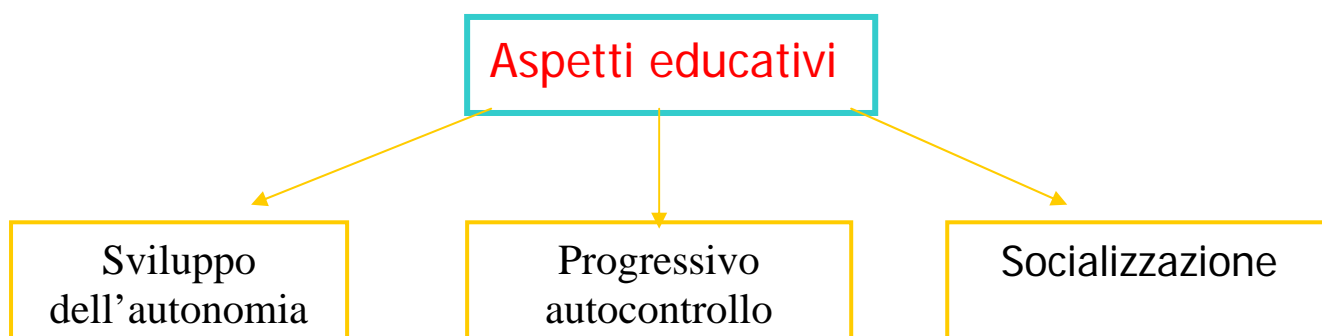 Aspetti educativi
Sviluppo
dell’autonomia
Progressivo
autocontrollo
Socializzazione